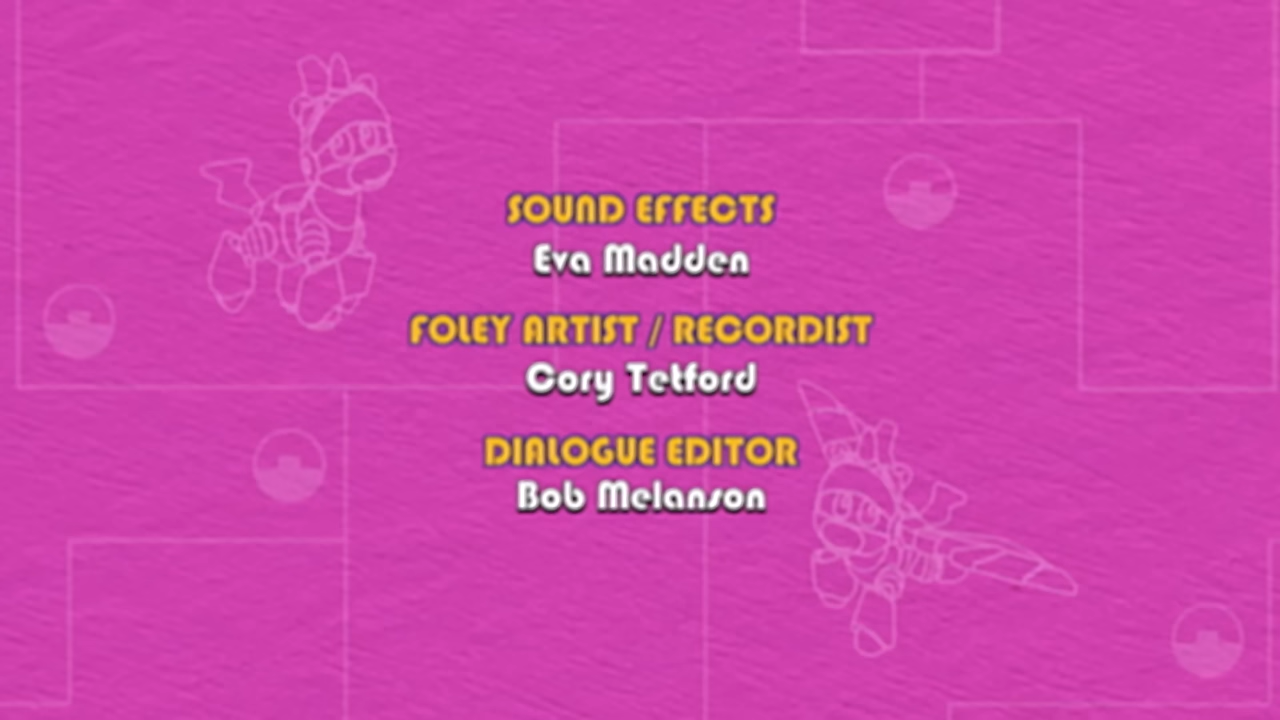 SOUND EFFECTS
Eva Madden
FOLEY ARTIST / RECORDIST
Cory Tetford
DIALOGUE EDITOR
Bob Melanson